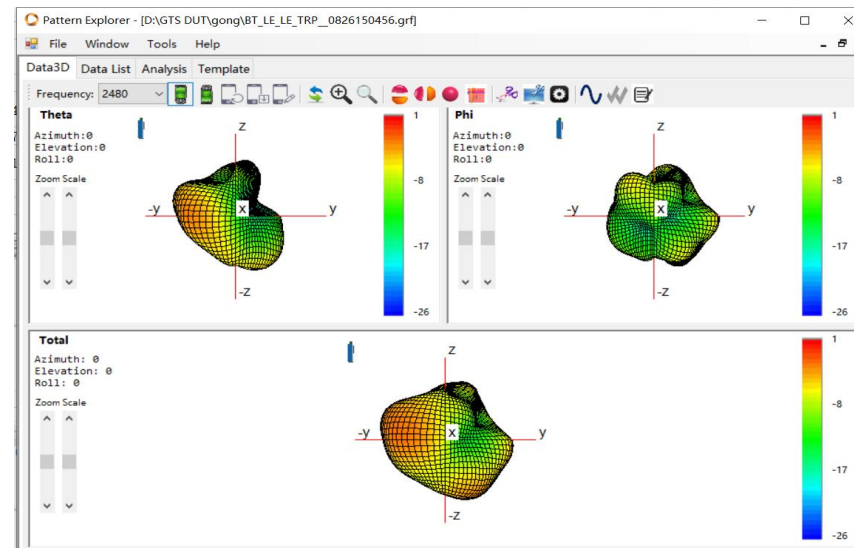 Pattern Explorer - [D:\GTS DUT\gong\BT_LE_LE_TRP__0826150456.grf]
File Window Tools Help
Data3D Data List Analysis Template
Frequency: 2480
Theta
Azimuth:0
Elevation:0
Roll:0
Zoom Scale
z
-y
x
y
-z
1
-8
-17
-26
Phi
Azimuth:0
Elevation:0
Roll:0
Zoom Scale
z
-y
x
y
-z
1
-8
-17
-26
Total
Azimuth: 0
Elevation: 0
Roll: 0
Zoom Scale
z
-y
x
y
-z
1
-8
-17
-26